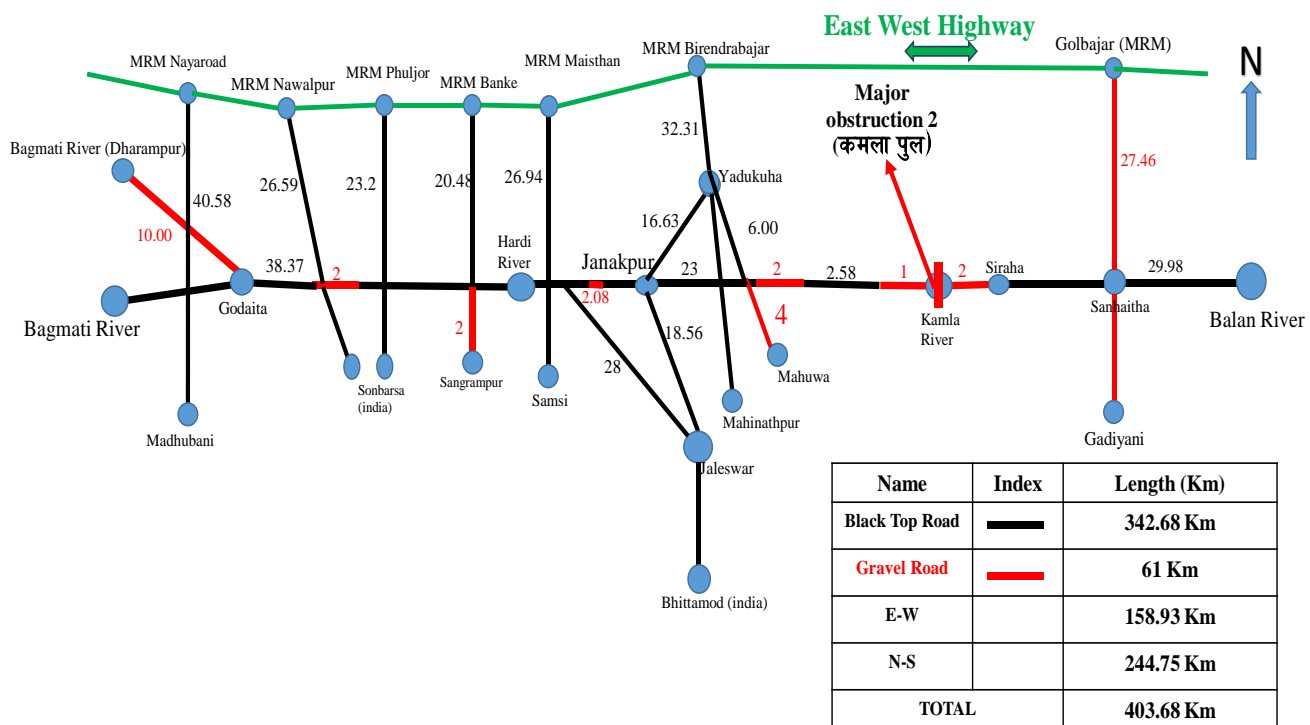 East West Highway
Golbajar (MRM)
MRM Birendrabajar
MRM Maisthan
MRM Nayaroad
MRM Phuljor
MRM Banke
MRM Nawalpur
N
Major
obstruction 2
(कमला पुल)
32.31
27.46
Bagmati River (Dharampur)
26.59
23.2
20.48
26.94
Yadukuha
40.58
16.63
6.00
10.00
Hardi
River
Janakpur
38.37
2
23
2
2.58
1
2
Siraha
29.98
Godaita
2.08
Sanhaitha
Bagmati River
Kamla
River
Balan River
2
4
18.56
28
Mahuwa
Sonbarsa
(india)
Sangrampur
Samsi
Mahinathpur
Madhubani
Gadiyani
Jaleswar
Bhittamod (india)
Name Index Length (Km)
Black Top Road 342.68 Km
Gravel Road 61 Km
E-W 158.93 Km
N-S 244.75 Km
TOTAL 403.68 Km